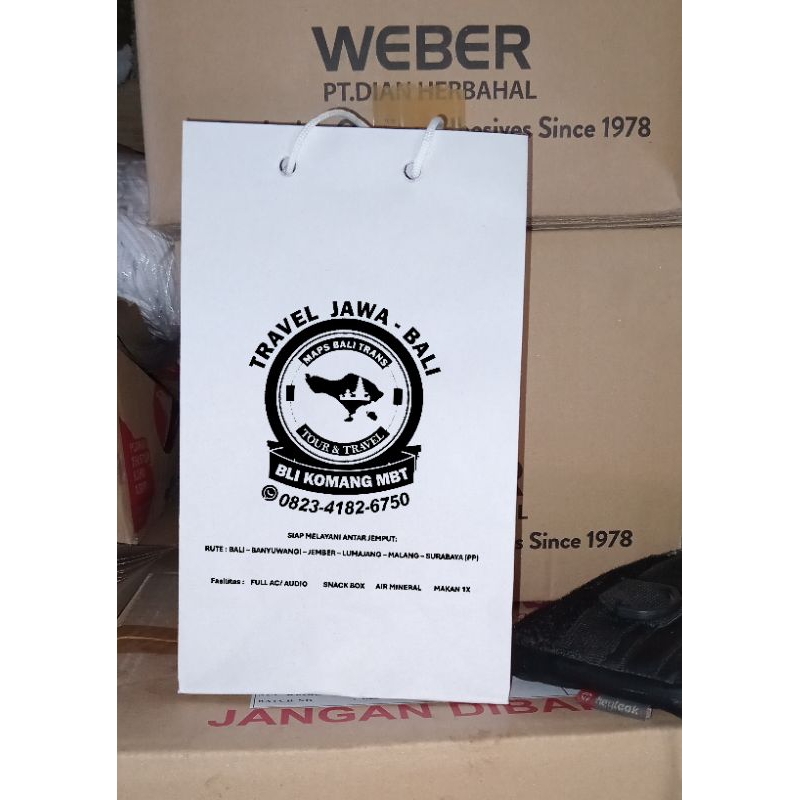 WEBER
PT.DIAN HERBAHAL
Adhesives Since 1978
TRAVEL JAWA - BALI
MAPS BALI TRANS
TOUR & TRAVEL
BLI KOMANG MBT
0823-4182-6750
SIAP MELAYANI ANTAR JEMPUT:
RUTE : BALI – BANYUWANGI – JEMBER – LUMAJANG – MALANG – SURABAYA (PP)
Fasilitas : FULL AC/ AUDIO SNACK BOX AIR MINERAL MAKAN 1X
s Since 1978
JANGAN DIBA